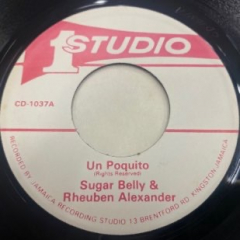 1 STUDIO
CD-1037A
Un Poquito
(Rights Reserved)
Sugar Belly &
Rheuben Alexander
RECORDED BY JAMAICA RECORDING STUDIO 13 BRENTFORD RD. KINGSTON JAMAICA